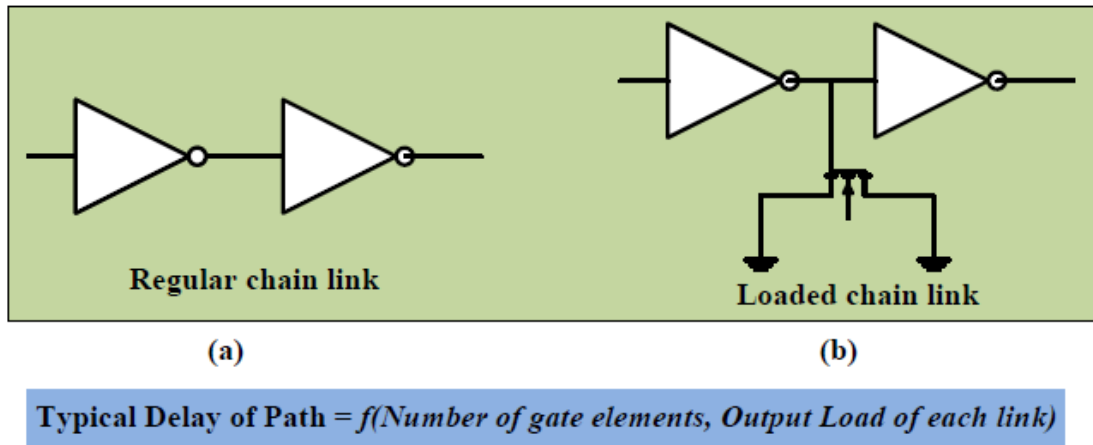 Regular chain link
Loaded chain link
(a)
(b)
Typical Delay of Path = f(Number of gate elements, Output Load of each link)